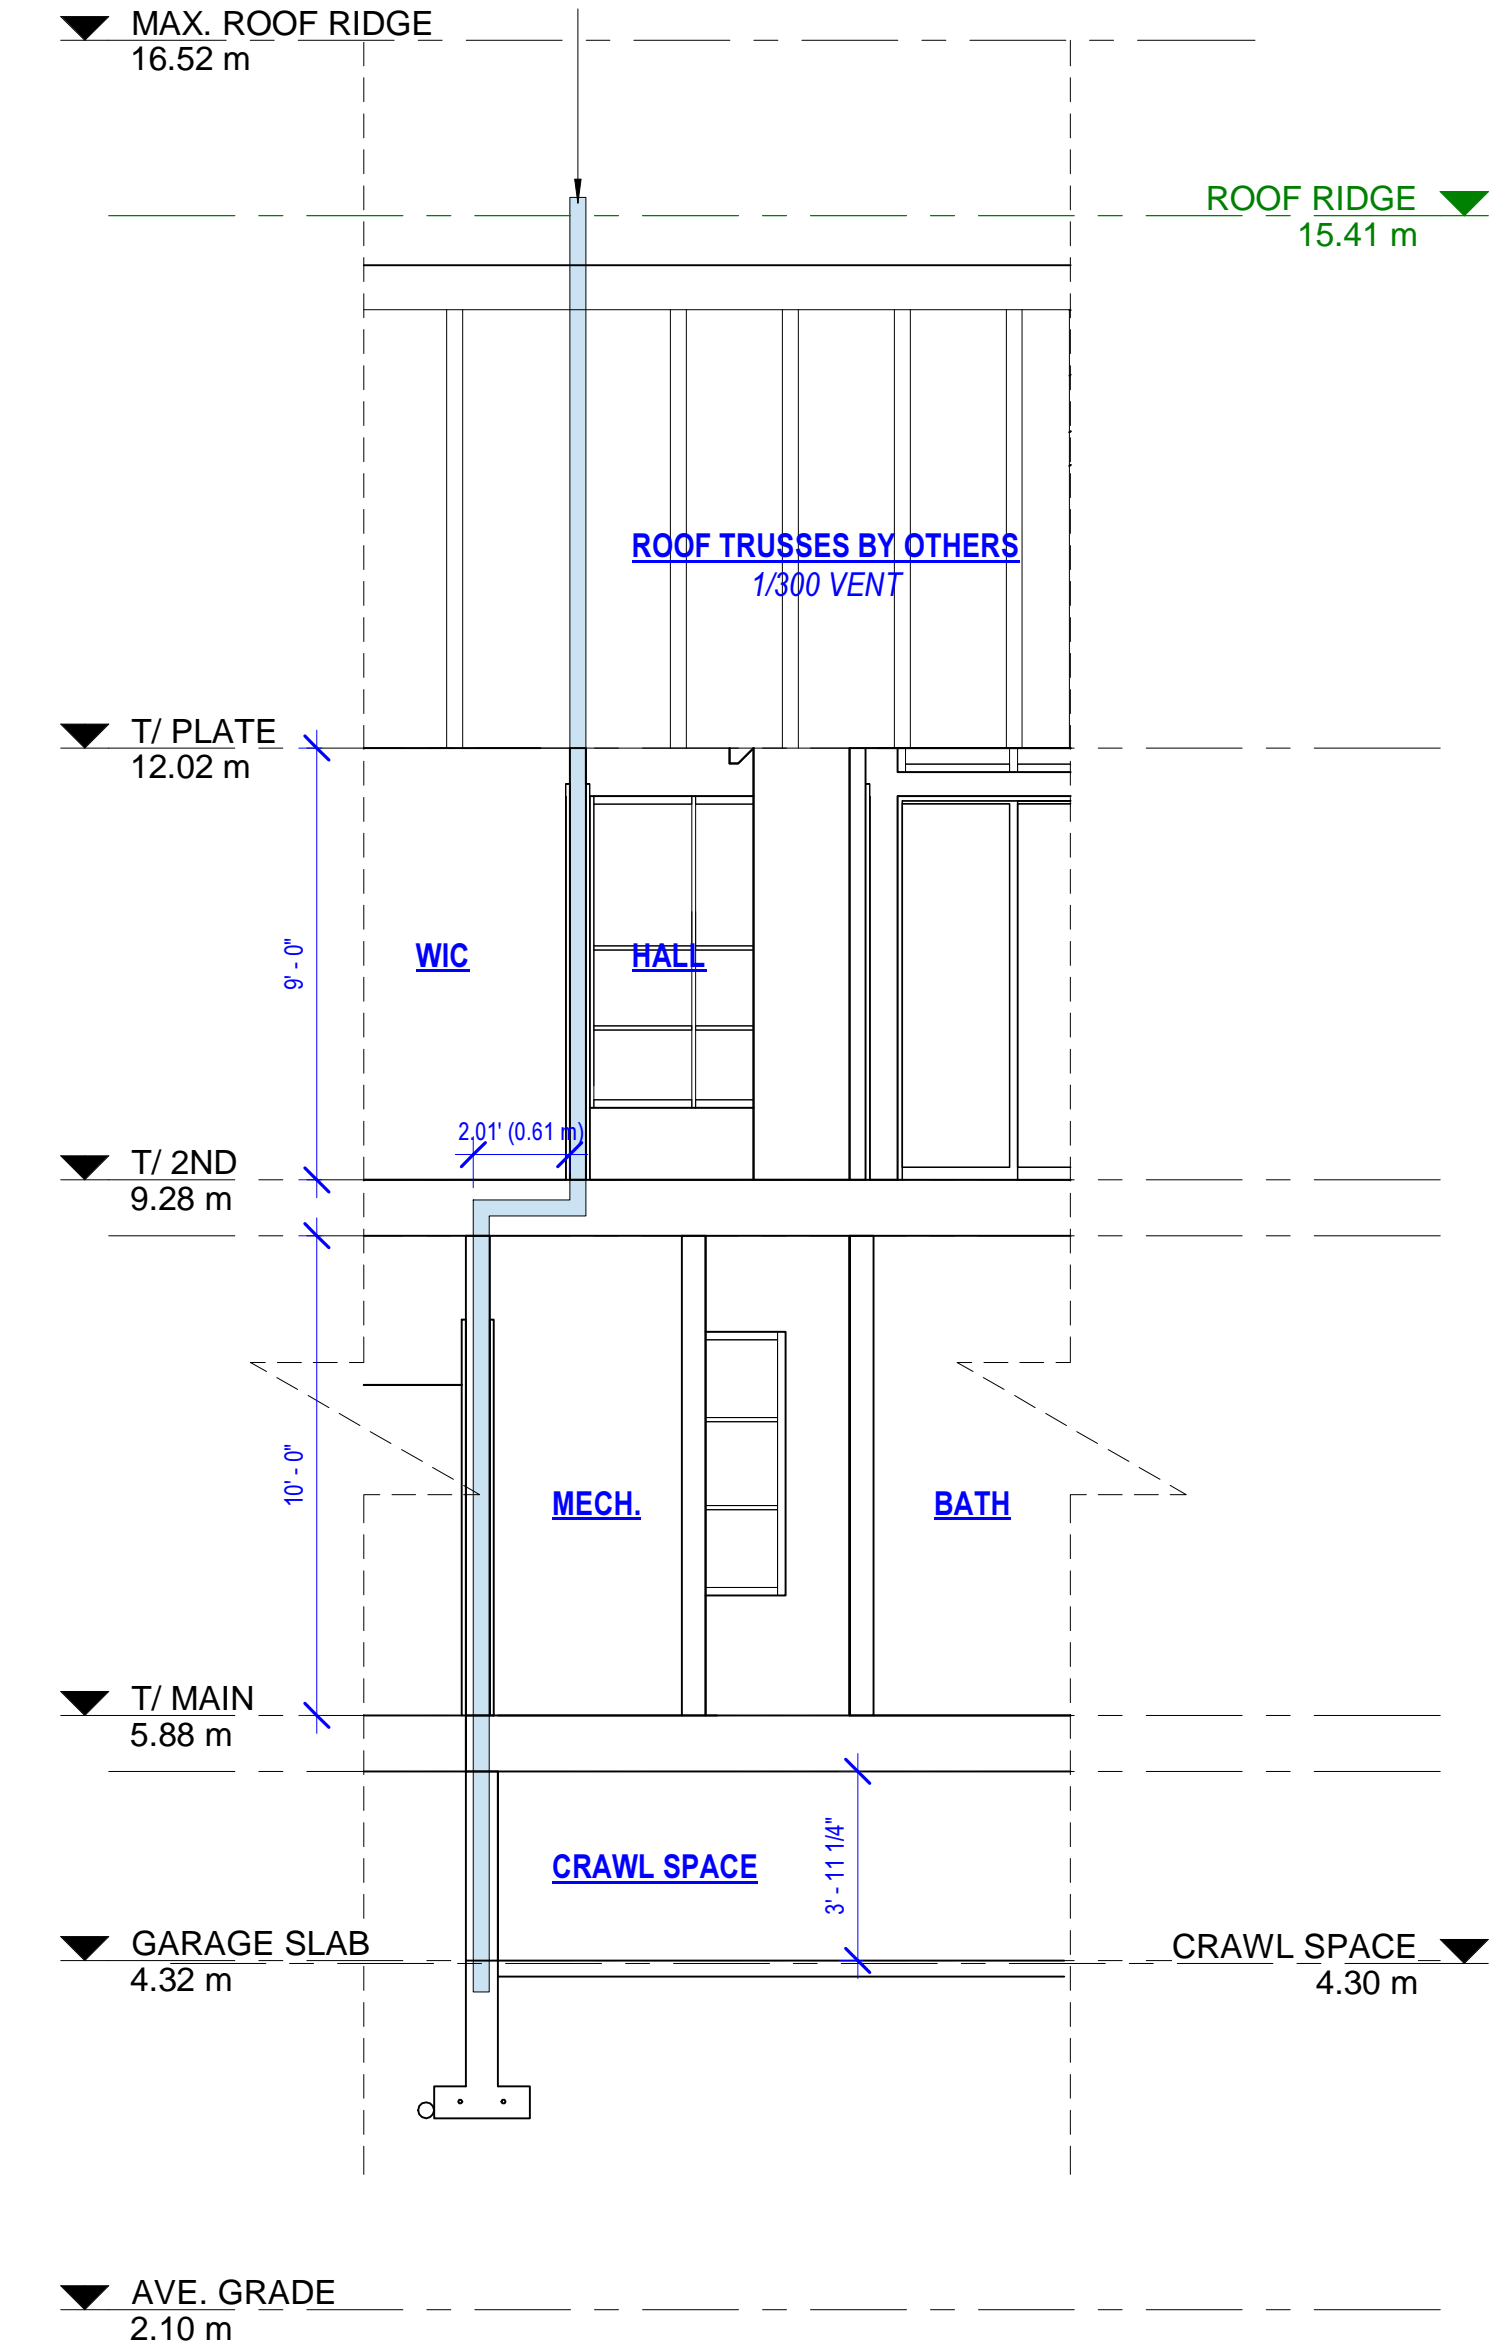 MAX. ROOF RIDGE
16.52 m
ROOF RIDGE
15.41 m
ROOF TRUSSES BY OTHERS
1/300 VENT
T/ PLATE
12.02 m
9' - 0"
WIC
HALL
2.01' (0.61 m)
T/ 2ND
9.28 m
10' - 0"
MECH.
BATH
T/ MAIN
5.88 m
3' - 11 1/4"
CRAWL SPACE
GARAGE SLAB
4.32 m
CRAWL SPACE
4.30 m
AVE. GRADE
2.10 m